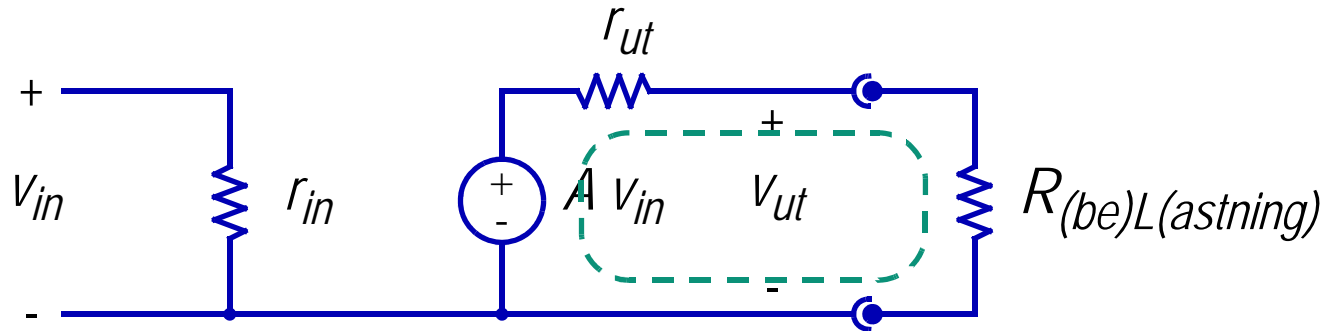 r_ut
+
+
v_in
r_in
+
-
A v_in
v_ut
R_(be)L(astning)
-
-